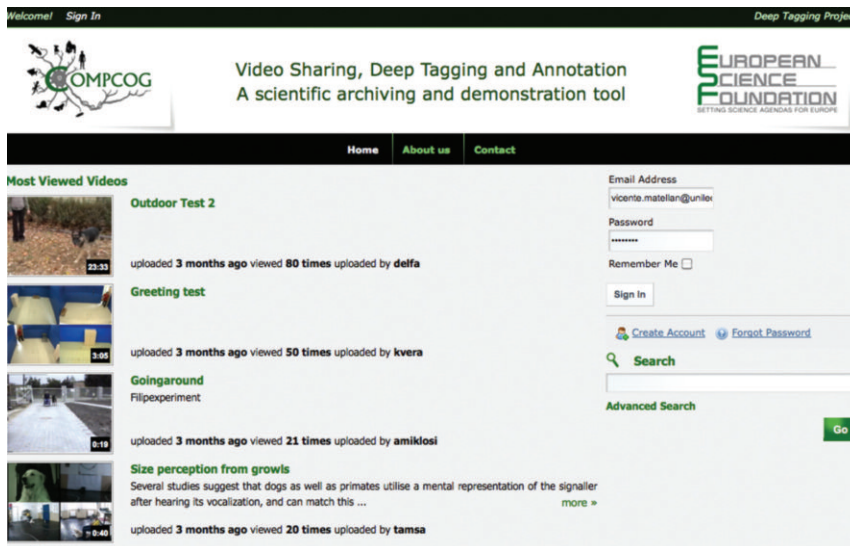 Welcome! Sign In
Deep Tagging Proje
COMPCOG
Video Sharing, Deep Tagging and Annotation
A scientific archiving and demonstration tool
EUROPEAN
SCIENCE
FOUNDATION
SETTING SCIENCE AGENDAS FOR EUROPE
Home About us Contact
Most Viewed Videos
Outdoor Test 2
23:33
uploaded 3 months ago viewed 80 times uploaded by delfa
Greeting test
3:05
uploaded 3 months ago viewed 50 times uploaded by kvera
Goingaround
Filipexperiment
0:19
uploaded 3 months ago viewed 21 times uploaded by amiklosi
Size perception from growls
Several studies suggest that dogs as well as primates utilise a mental representation of the signaller
after hearing its vocalization, and can match this ... more »
0:40
uploaded 3 months ago viewed 20 times uploaded by tamsa
Email Address
vicente.matellan@unileo
Password
••••••••
Remember Me
Sign In
Create Account Forgot Password
Search
Advanced Search
Go